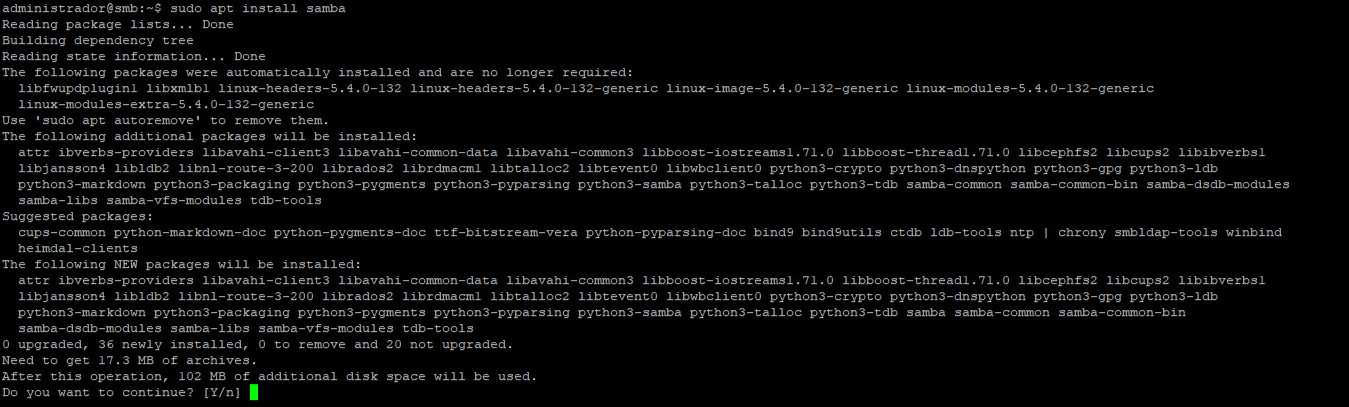 administrador@smb:~$ sudo apt install samba
Reading package lists... Done
Building dependency tree
Reading state information... Done
The following packages were automatically installed and are no longer required:
  libfwupdplugin1 libxmlb1 linux-headers-5.4.0-132 linux-headers-5.4.0-132-generic linux-image-5.4.0-132-generic linux-modules-5.4.0-132-generic
  linux-modules-extra-5.4.0-132-generic
Use 'sudo apt autoremove' to remove them.
The following additional packages will be installed:
  attr ibverbs-providers libavahi-client3 libavahi-common-data libavahi-common3 libboost-iostreams1.71.0 libboost-thread1.71.0 libcephfs2 libcups2 libibverbs1
  libjansson4 libldb2 libnl-route-3-200 librados2 librdmacm1 libtalloc2 libtevent0 libwbclient0 python3-crypto python3-dnspython python3-gpg python3-ldb
  python3-markdown python3-packaging python3-pygments python3-pyparsing python3-samba python3-talloc python3-tdb samba-common samba-common-bin samba-dsdb-modules
  samba-libs samba-vfs-modules tdb-tools
Suggested packages:
  cups-common python-markdown-doc python-pygments-doc ttf-bitstream-vera python-pyparsing-doc bind9 bind9utils ctdb ldb-tools ntp | chrony smbldap-tools winbind
  heimdal-clients
The following NEW packages will be installed:
  attr ibverbs-providers libavahi-client3 libavahi-common-data libavahi-common3 libboost-iostreams1.71.0 libboost-thread1.71.0 libcephfs2 libcups2 libibverbs1
  libjansson4 libldb2 libnl-route-3-200 librados2 librdmacm1 libtalloc2 libtevent0 libwbclient0 python3-crypto python3-dnspython python3-gpg python3-ldb
  python3-markdown python3-packaging python3-pygments python3-pyparsing python3-samba python3-talloc python3-tdb samba samba-common samba-common-bin
  samba-dsdb-modules samba-libs samba-vfs-modules tdb-tools
0 upgraded, 36 newly installed, 0 to remove and 20 not upgraded.
Need to get 17.3 MB of archives.
After this operation, 102 MB of additional disk space will be used.
Do you want to continue? [Y/n]